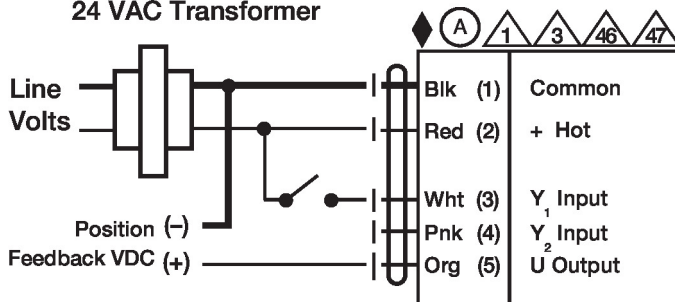 24 VAC Transformer
A 1 3 46 47
Line
Volts
Blk (1) Common
Red (2) + Hot
Wht (3) Y1 Input
Position (–)
Pnk (4) Y2 Input
Feedback VDC (+)
Org (5) U Output